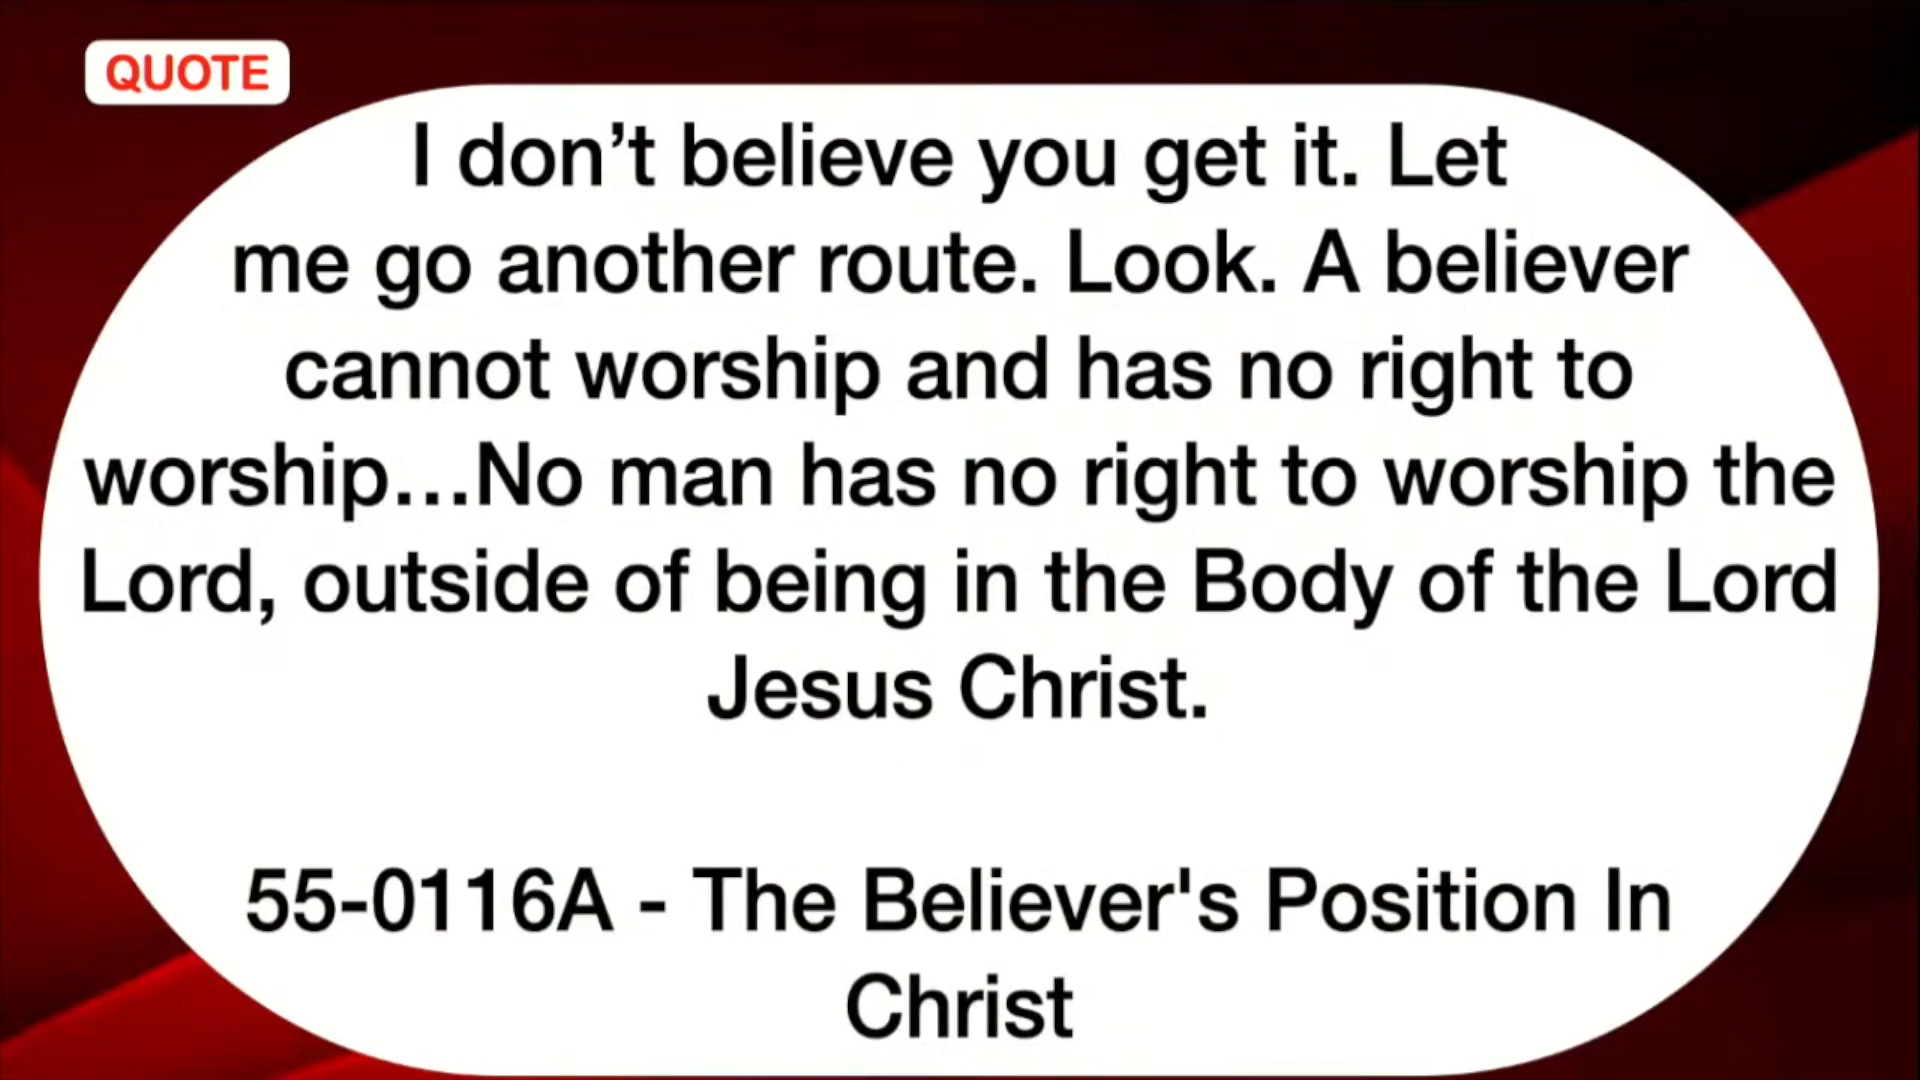 QUOTE
I don’t believe you get it. Let
me go another route. Look. A believer
cannot worship and has no right to
worship…No man has no right to worship the
Lord, outside of being in the Body of the Lord
Jesus Christ.
55-0116A - The Believer's Position In
Christ